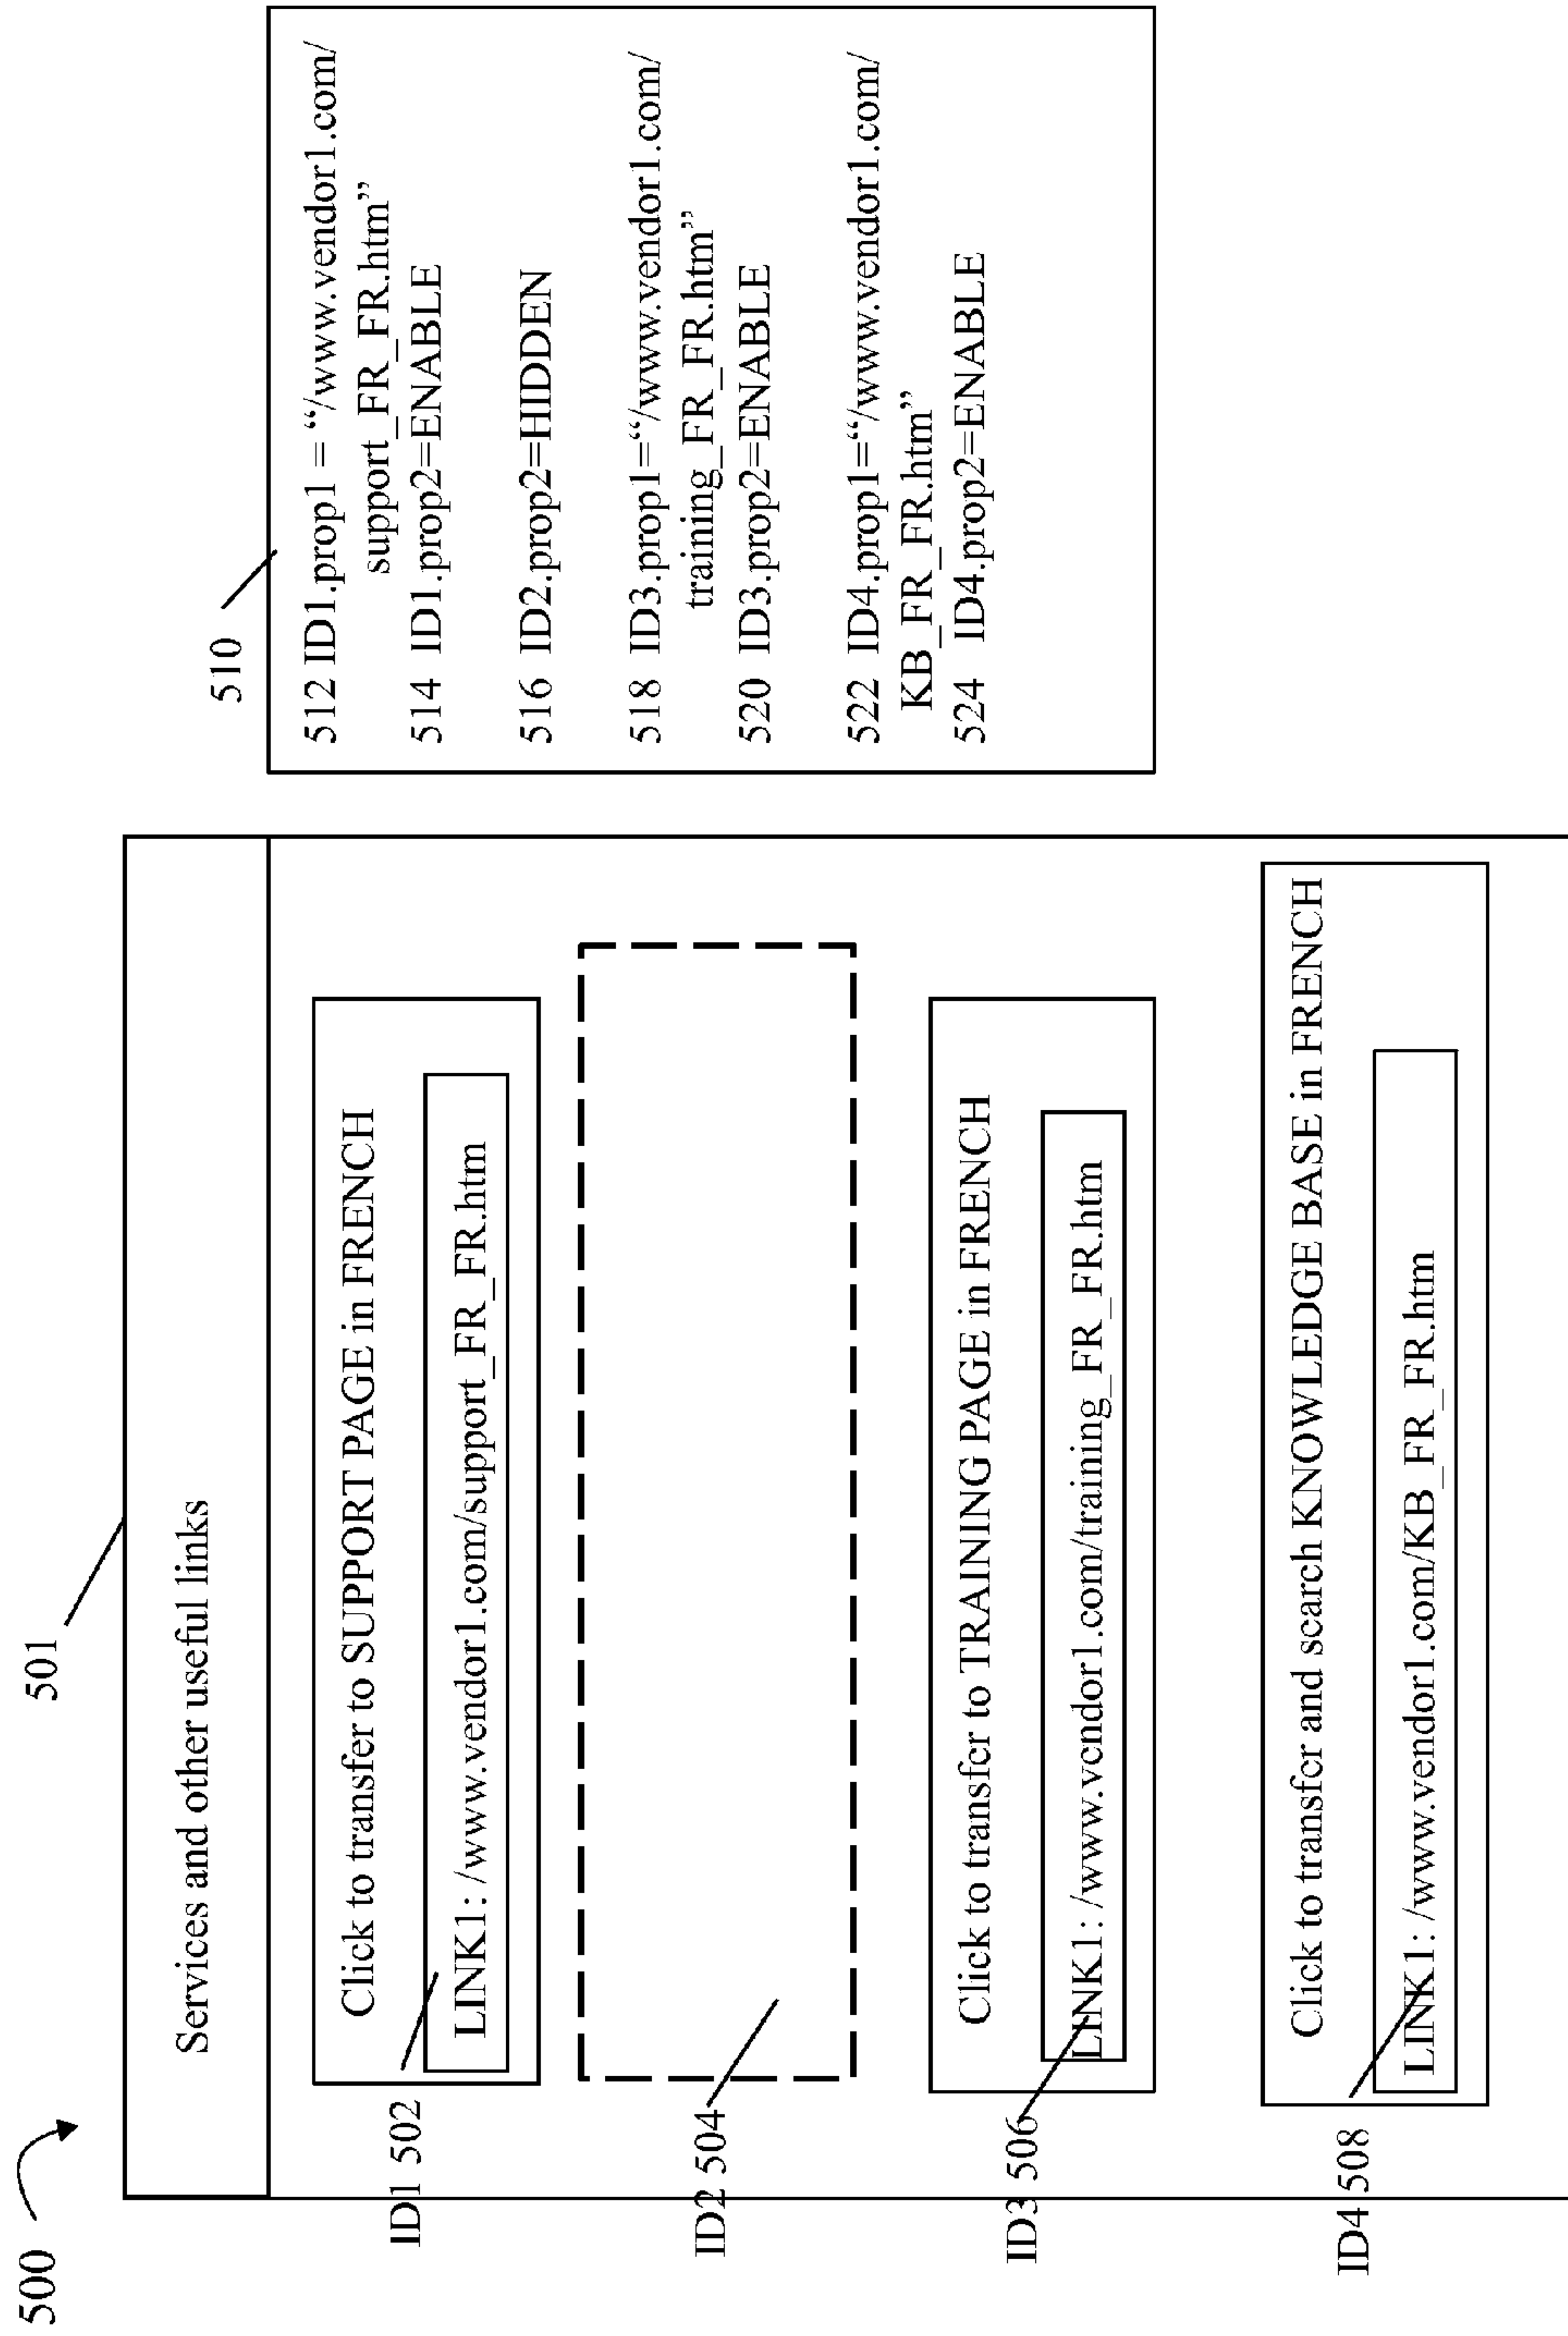 500
501
Services and other useful links
ID1 502
Click to transfer to SUPPORT PAGE in FRENCH
LINK1: /www.vendor1.com/support_FR_FR.htm
ID2 504
ID3 506
Click to transfer to TRAINING PAGE in FRENCH
LINK1: /www.vendor1.com/training_FR_FR.htm
ID4 508
Click to transfer and search KNOWLEDGE BASE in FRENCH
LINK1: /www.vendor1.com/KB_FR_FR.htm
510
512 ID1.prop1 = “/www.vendor1.com/
support_FR_FR.htm”
514 ID1.prop2=ENABLE
516 ID2.prop2=HIDDEN
518 ID3.prop1=“/www.vendor1.com/
training_FR_FR.htm”
520 ID3.prop2=ENABLE
522 ID4.prop1=“/www.vendor1.com/
KB_FR_FR.htm”
524 ID4.prop2=ENABLE